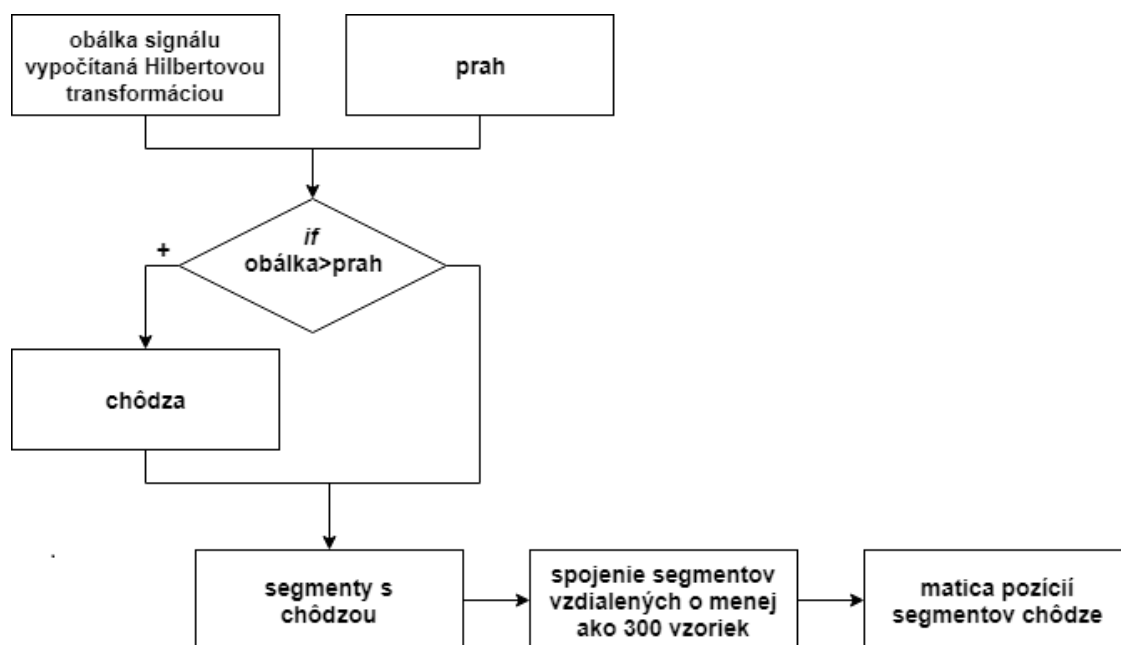 obálka signálu
vypočítaná Hilbertovou
transformáciou
prah
if
obálka>prah
+
chôdza
segmenty s
chôdzou
spojenie segmentov
vzdialených o menej
ako 300 vzoriek
matica pozícií
segmentov chôdze
.